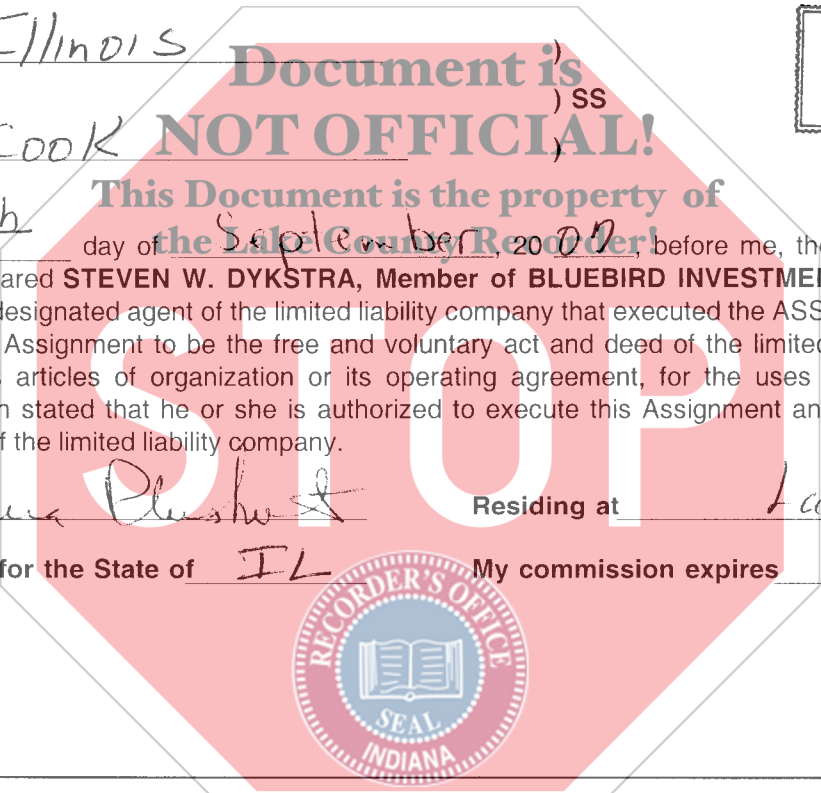 Illinois )
Document is
) SS
Cook )
NOT OFFICIAL!
This Document is the property of
the Lake County Recorder!
h day of September, 20 07, before me, the
ared STEVEN W. DYKSTRA, Member of BLUEBIRD INVESTMEN
designated agent of the limited liability company that executed the ASS
Assignment to be the free and voluntary act and deed of the limited
articles of organization or its operating agreement, for the uses
n stated that he or she is authorized to execute this Assignment an
f the limited liability company.
STOP
Residing at
for the State of IL My commission expires
RECORDER'S OFFICE
SEAL
INDIANA